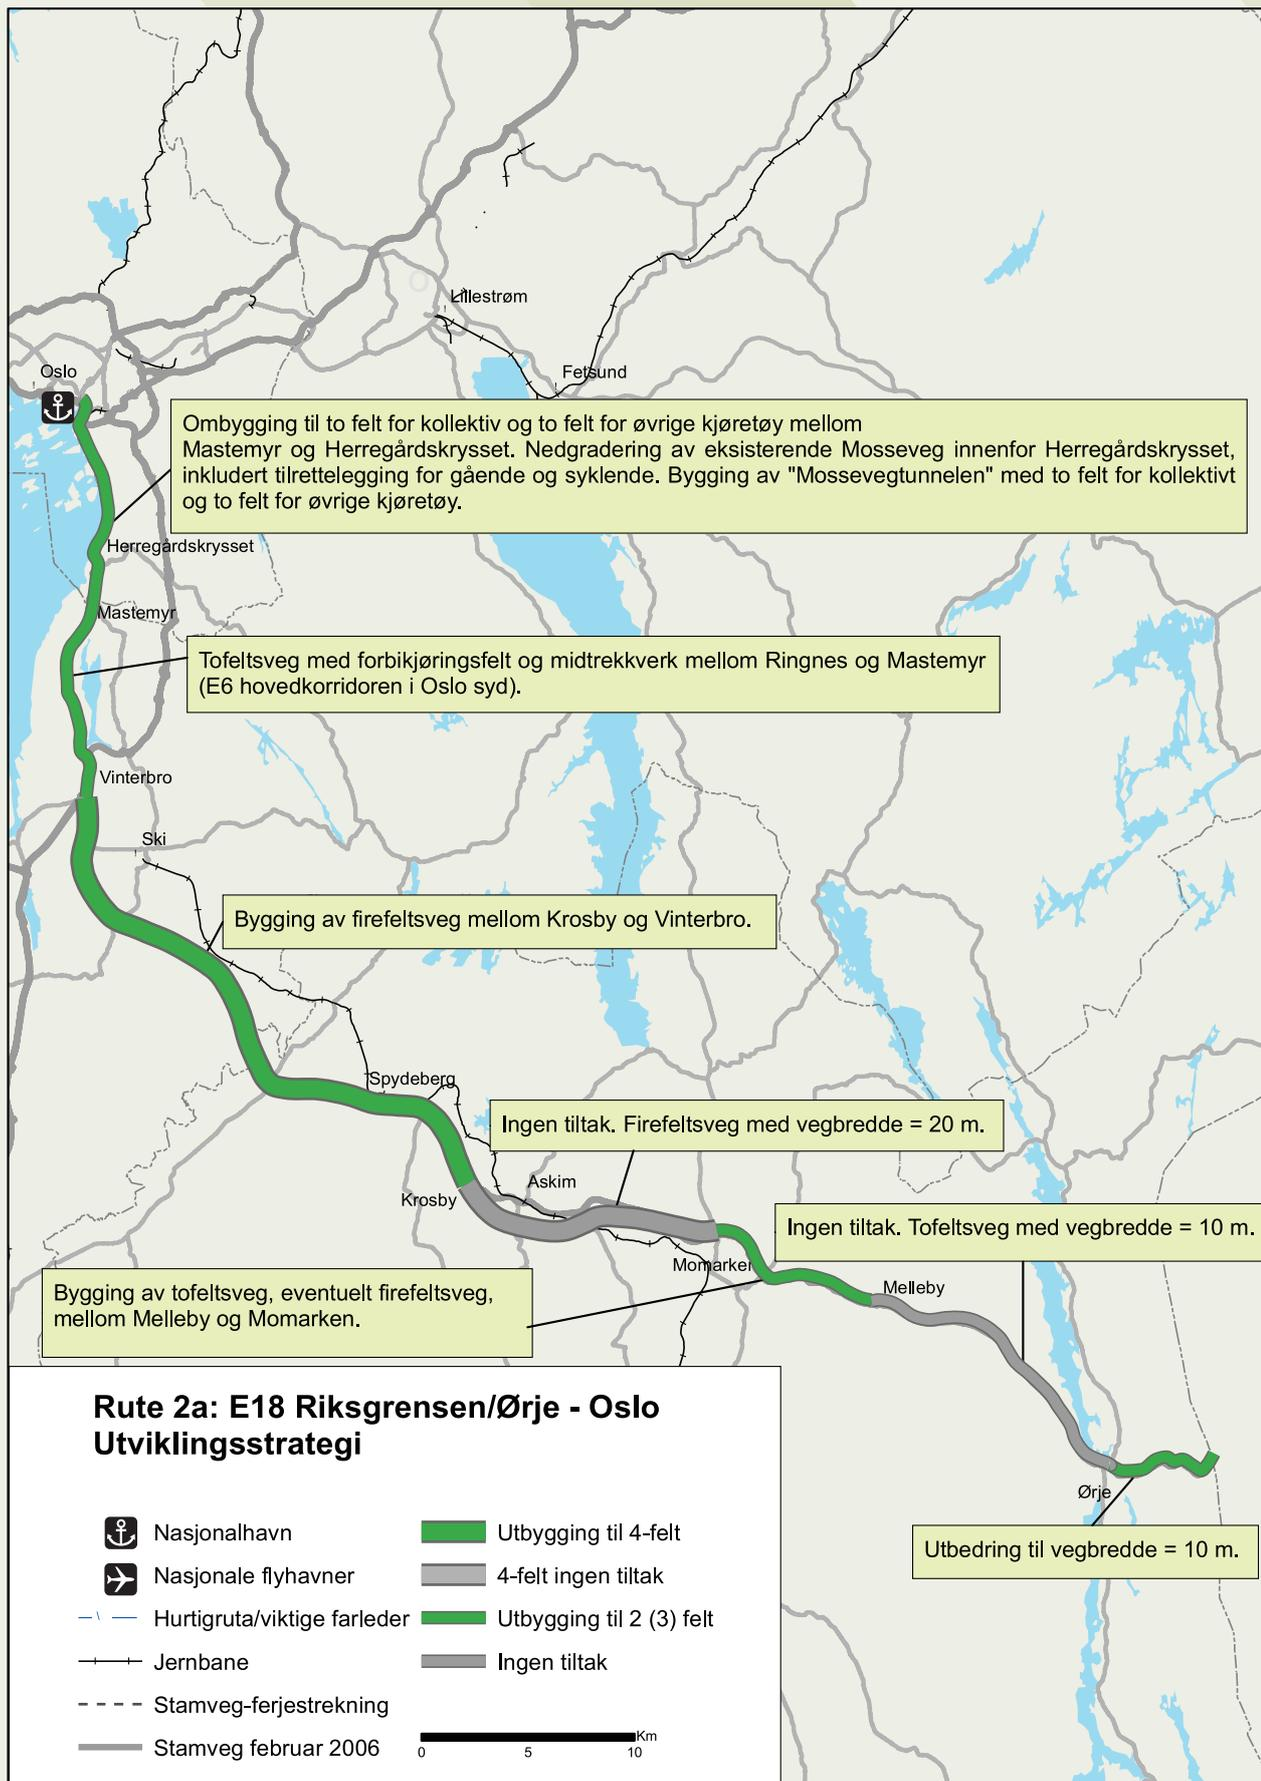 Lillestrøm
Oslo
Fetsund
Ombygging til to felt for kollektiv og to felt for øvrige kjøretøy mellom
Mastemyr og Herregårdskrysset. Nedgradering av eksisterende Mosseveg innenfor Herregårdskrysset,
inkludert tilrettelegging for gående og syklende. Bygging av "Mossevegtunnelen" med to felt for kollektivt
og to felt for øvrige kjøretøy.
Herregårdskrysset
Mastemyr
Tofeltsveg med forbikjøringsfelt og midtrekkverk mellom Ringnes og Mastemyr
(E6 hovedkorridoren i Oslo syd).
Vinterbro
Ski
Bygging av firefeltsveg mellom Krosby og Vinterbro.
Spydeberg
Ingen tiltak. Firefeltsveg med vegbredde = 20 m.
Askim
Krosby
Ingen tiltak. Tofeltsveg med vegbredde = 10 m.
Momarken
Melleby
Bygging av tofeltsveg, eventuelt firefeltsveg,
mellom Melleby og Momarken.
Ørje
Utbedring til vegbredde = 10 m.
Rute 2a: E18 Riksgrensen/Ørje - Oslo
Utviklingsstrategi
Nasjonalhavn
Nasjonale flyhavner
Hurtigruta/viktige farleder
Jernbane
Stamveg-ferjestrekning
Stamveg februar 2006
Utbygging til 4-felt
4-felt ingen tiltak
Utbygging til 2 (3) felt
Ingen tiltak
Km
0 5 10